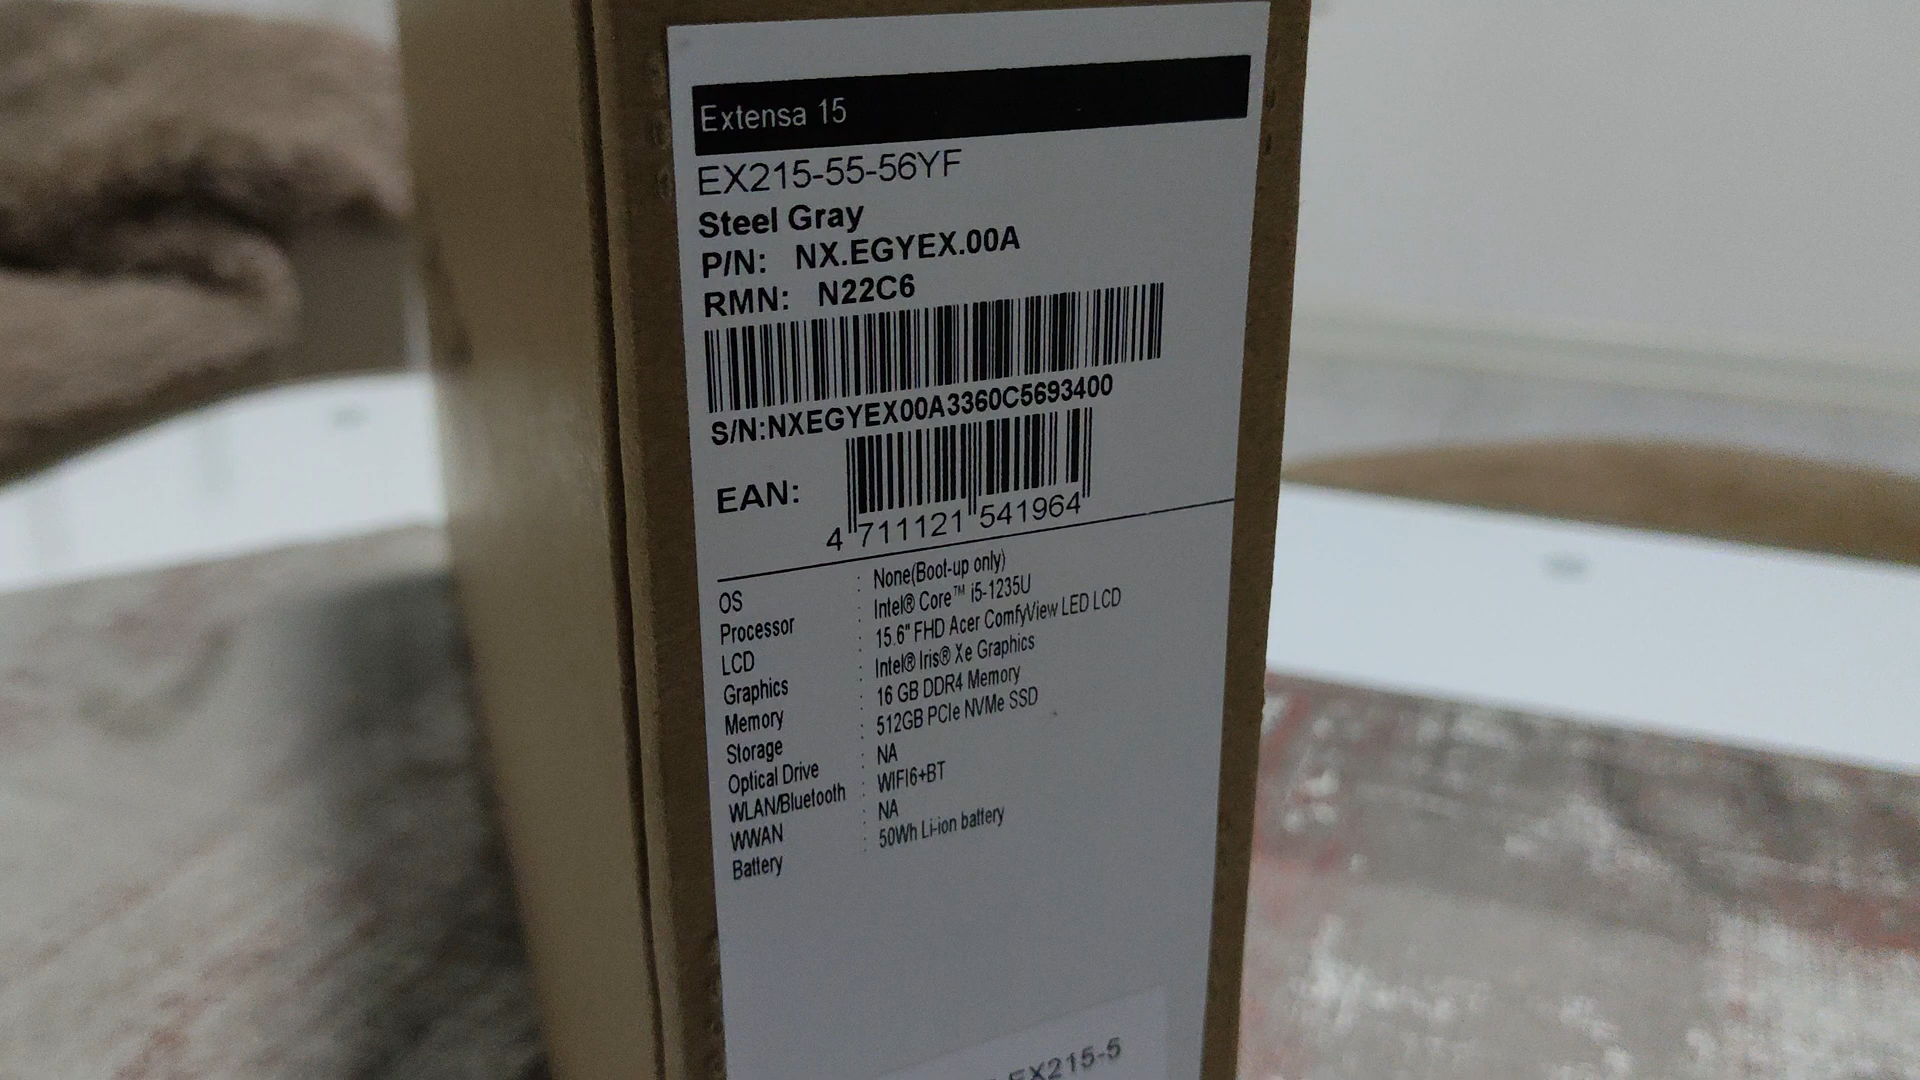 Extensa 15
EX215-55-56YF
Steel Gray
P/N: NX.EGYEX.00A
RMN: N22C6
S/N:NXEGYEX00A3360C5693400
EAN:
4 711121 541964
OS : None(Boot-up only)
Processor : Intel® Core™ i5-1235U
LCD : 15.6" FHD Acer ComfyView LED LCD
Graphics : Intel® Iris® Xe Graphics
Memory : 16 GB DDR4 Memory
Storage : 512GB PCIe NVMe SSD
Optical Drive : NA
WLAN/Bluetooth : WIFI6+BT
WWAN : NA
Battery : 50Wh Li-ion battery
EX215-5